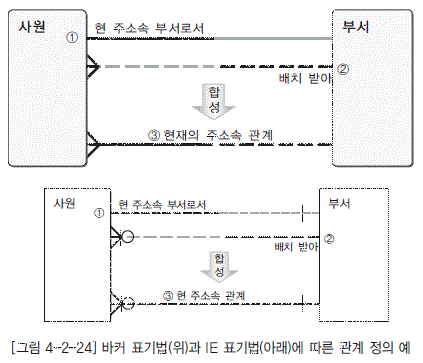 사원 부서
① 현 주소속 부서로서
배치 받아 ②
합
성
③ 현재의 주소속 관계
사원 부서
① 현 주소속 부서로서
배치 받아 ②
합
성
③ 현 주소속 관계
[그림 4-2-24] 바커 표기법(위)과 IE 표기법(아래)에 따른 관계 정의 예